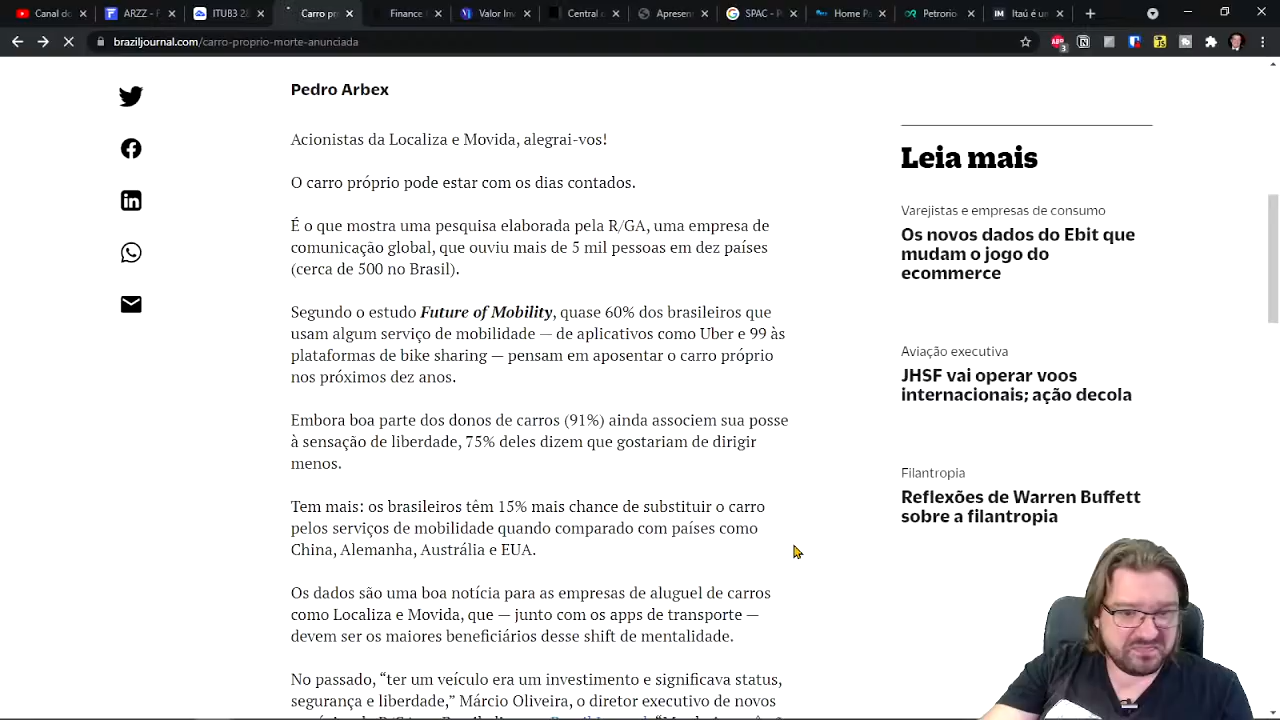 Canal do
ARZZ - F
ITUB3 28
Carro pr
Finance
Valor Inv
Central d
Apresent
SPAC - P
Home Pa
Petrorio
Itaú é un
braziljournal.com/carro-proprio-morte-anunciada
3
Pedro Arbex
Acionistas da Localiza e Movida, alegrai-vos!
O carro próprio pode estar com os dias contados.
É o que mostra uma pesquisa elaborada pela R/GA, uma empresa de
comunicação global, que ouviu mais de 5 mil pessoas em dez países
(cerca de 500 no Brasil).
Segundo o estudo Future of Mobility, quase 60% dos brasileiros que
usam algum serviço de mobilidade — de aplicativos como Uber e 99 às
plataformas de bike sharing — pensam em aposentar o carro próprio
nos próximos dez anos.
Embora boa parte dos donos de carros (91%) ainda associem sua posse
à sensação de liberdade, 75% deles dizem que gostariam de dirigir
menos.
Tem mais: os brasileiros têm 15% mais chance de substituir o carro
pelos serviços de mobilidade quando comparado com países como
China, Alemanha, Austrália e EUA.
Os dados são uma boa notícia para as empresas de aluguel de carros
como Localiza e Movida, que — junto com os apps de transporte —
devem ser os maiores beneficiários desse shift de mentalidade.
No passado, “ter um veículo era um investimento e significava status,
segurança e liberdade,” Márcio Oliveira, o diretor executivo de novos
Leia mais
Varejistas e empresas de consumo
Os novos dados do Ebit que
mudam o jogo do
ecommerce
Aviação executiva
JHSF vai operar voos
internacionais; ação decola
Filantropia
Reflexões de Warren Buffett
sobre a filantropia